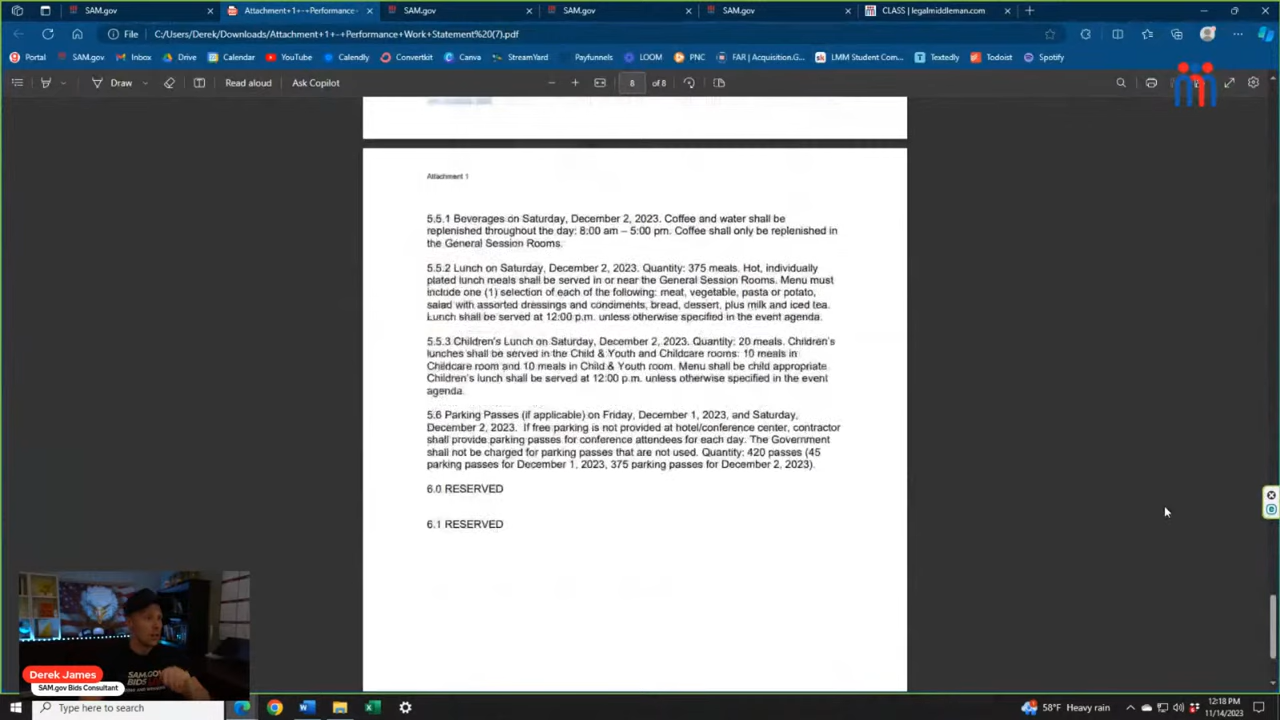 SAM.gov
Attachment+1+-+Performance-
SAM.gov
SAM.gov
SAM.gov
CLASS | legalmiddleman.com
File
C:/Users/Derek/Downloads/Attachment+1+-+Performance+Work+Statement%20(7).pdf
Portal
SAM.gov
Inbox
Drive
Calendar
YouTube
Calendly
Convertkit
Canva
StreamYard
Payfunnels
LOOM
PNC
FAR | Acquisition.G...
LMM Student Com...
Textedly
Todoist
Spotify
Draw
Read aloud
Ask Copilot
8
of 8
Attachment 1
5.5.1 Beverages on Saturday, December 2, 2023. Coffee and water shall be
replenished throughout the day: 8:00 am – 5:00 pm. Coffee shall only be replenished in
the General Session Rooms.
5.5.2 Lunch on Saturday, December 2, 2023. Quantity: 375 meals. Hot, individually
plated lunch meals shall be served in or near the General Session Rooms. Menu must
include one (1) selection of each of the following: meat, vegetable, pasta or potato,
salad with assorted dressings and condiments, bread, dessert, plus milk and iced tea.
Lunch shall be served at 12:00 p.m. unless otherwise specified in the event agenda.
5.5.3 Children's Lunch on Saturday, December 2, 2023. Quantity: 20 meals. Children's
lunches shall be served in the Child & Youth and Childcare rooms: 10 meals in
Childcare room and 10 meals in Child & Youth room. Menu shall be child appropriate
Children's lunch shall be served at 12:00 p.m. unless otherwise specified in the event
agenda.
5.6 Parking Passes (if applicable) on Friday, December 1, 2023, and Saturday,
December 2, 2023. If free parking is not provided at hotel/conference center, contractor
shall provide parking passes for conference attendees for each day. The Government
shall not be charged for parking passes that are not used. Quantity: 420 passes (45
parking passes for December 1, 2023, 375 parking passes for December 2, 2023).
6.0 RESERVED
6.1 RESERVED
SAM.GOV
BIDS
Derek James
SAM.gov Bids Consultant
Type here to search
58°F Heavy rain
12:18 PM
11/14/2023